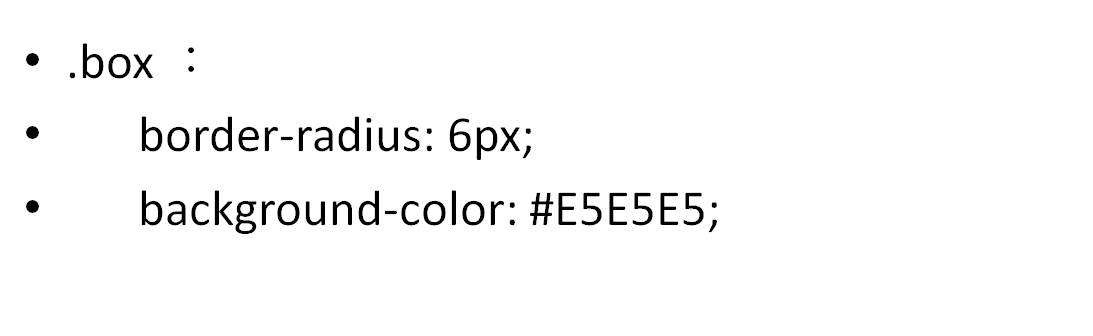 • .box ：
• border-radius: 6px;
• background-color: #E5E5E5;